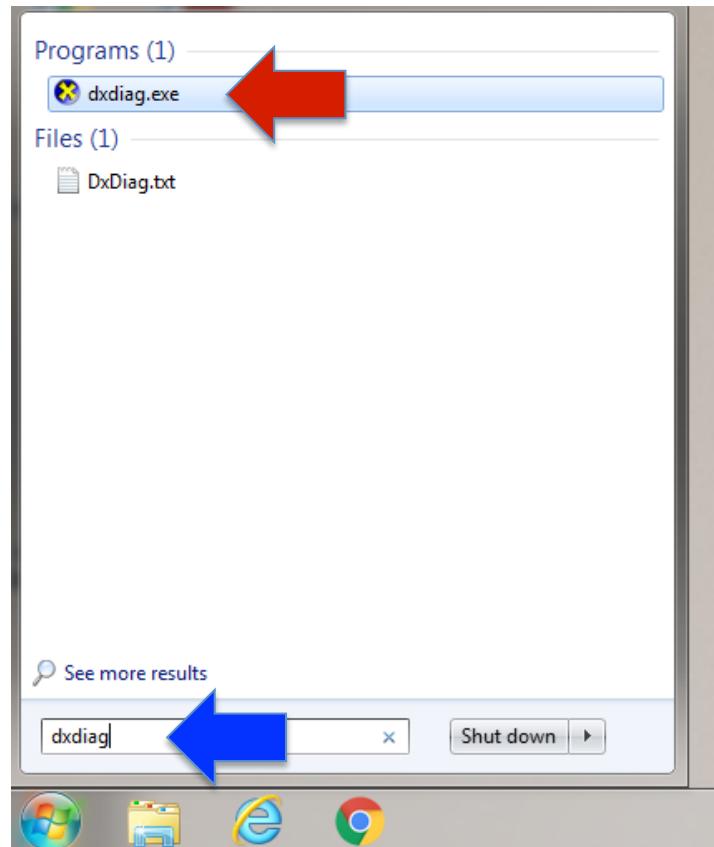 Programs (1)
dxdiag.exe
Files (1)
DxDiag.txt
See more results
dxdiag
Shut down